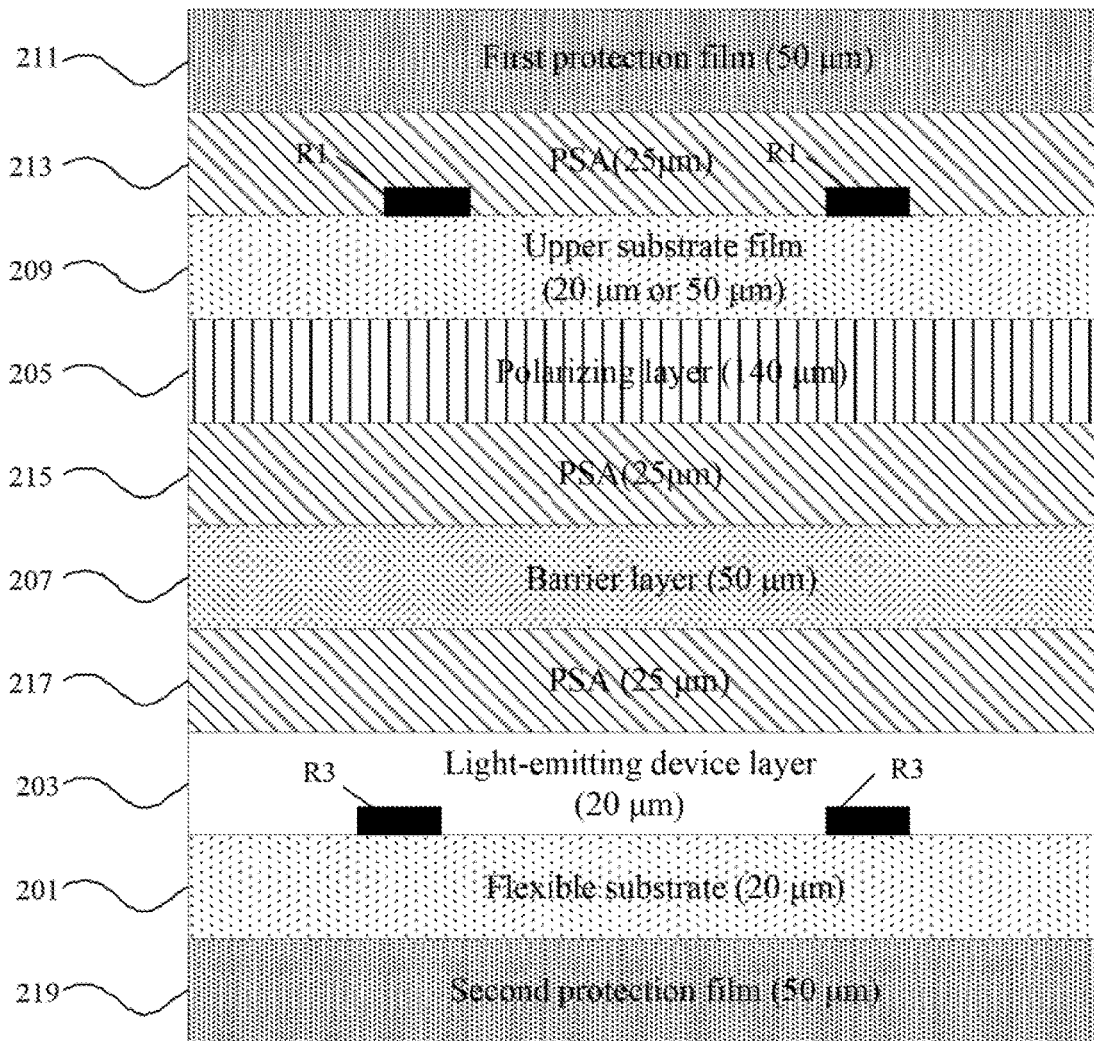 211
First protection film (50 μm)
213
R1
PSA(25μm)
R1
209
Upper substrate film
(20 μm or 50 μm)
205
Polarizing layer (140 μm)
215
PSA(25μm)
207
Barrier layer (50 μm)
217
PSA (25 μm)
203
R3
Light-emitting device layer
(20 μm)
R3
201
Flexible substrate (20 μm)
219
Second protection film (50 μm)